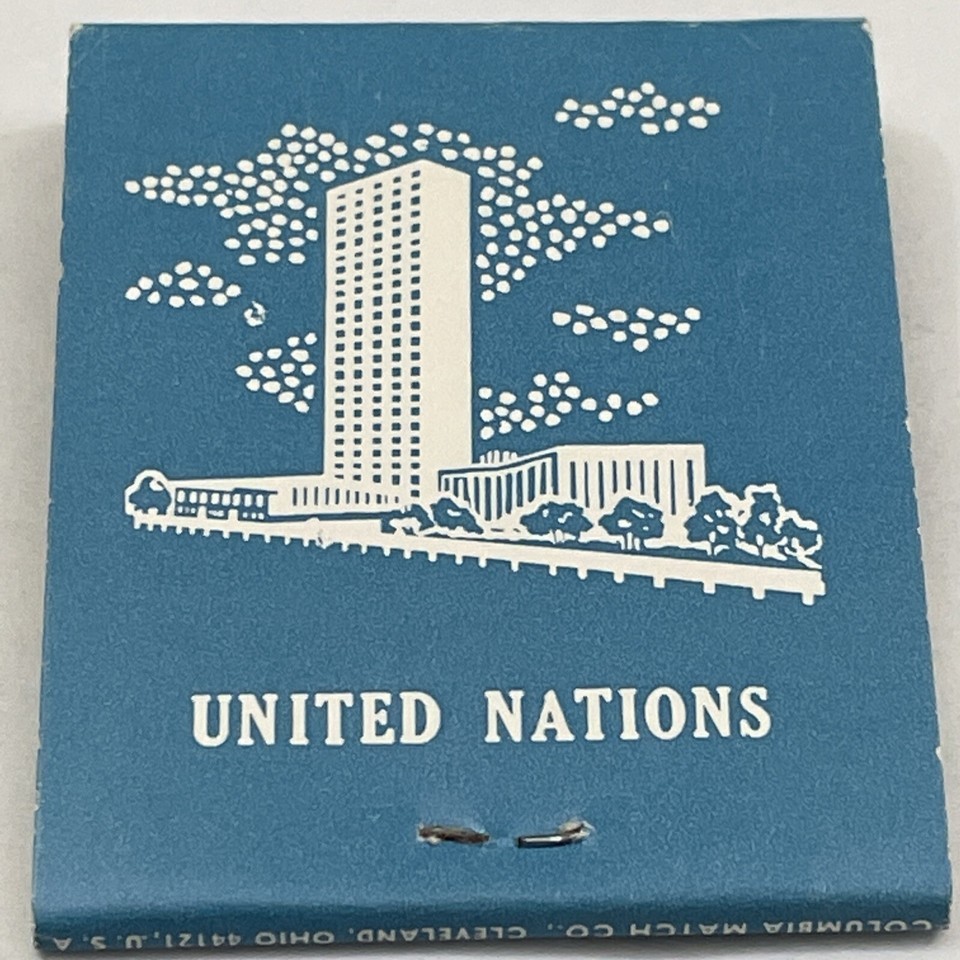 UNITED NATIONS
COLUMBIA MATCH CO., CLEVELAND, OHIO 44121, U. S. A